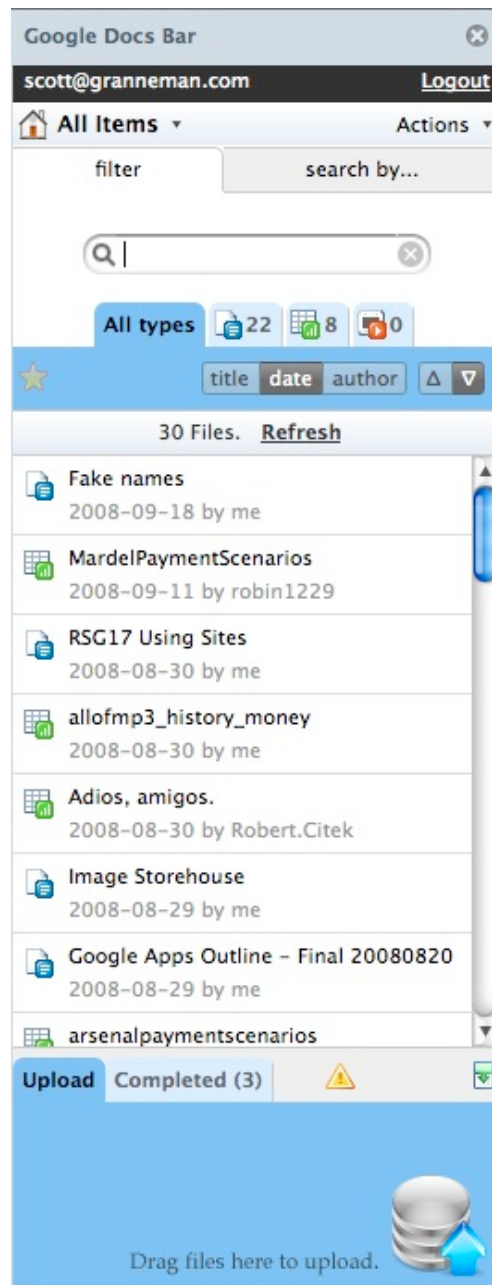 Google Docs Bar
scott@granneman.com Logout
All Items Actions
filter search by...
All types 22 8 0
title date author
30 Files. Refresh
Fake names
2008-09-18 by me
MardelPaymentScenarios
2008-09-11 by robin1229
RSG17 Using Sites
2008-08-30 by me
allofmp3_history_money
2008-08-30 by me
Adios, amigos.
2008-08-30 by Robert.Citek
Image Storehouse
2008-08-29 by me
Google Apps Outline - Final 20080820
2008-08-29 by me
arsenalpaymentscenarios
Upload Completed (3)
Drag files here to upload.